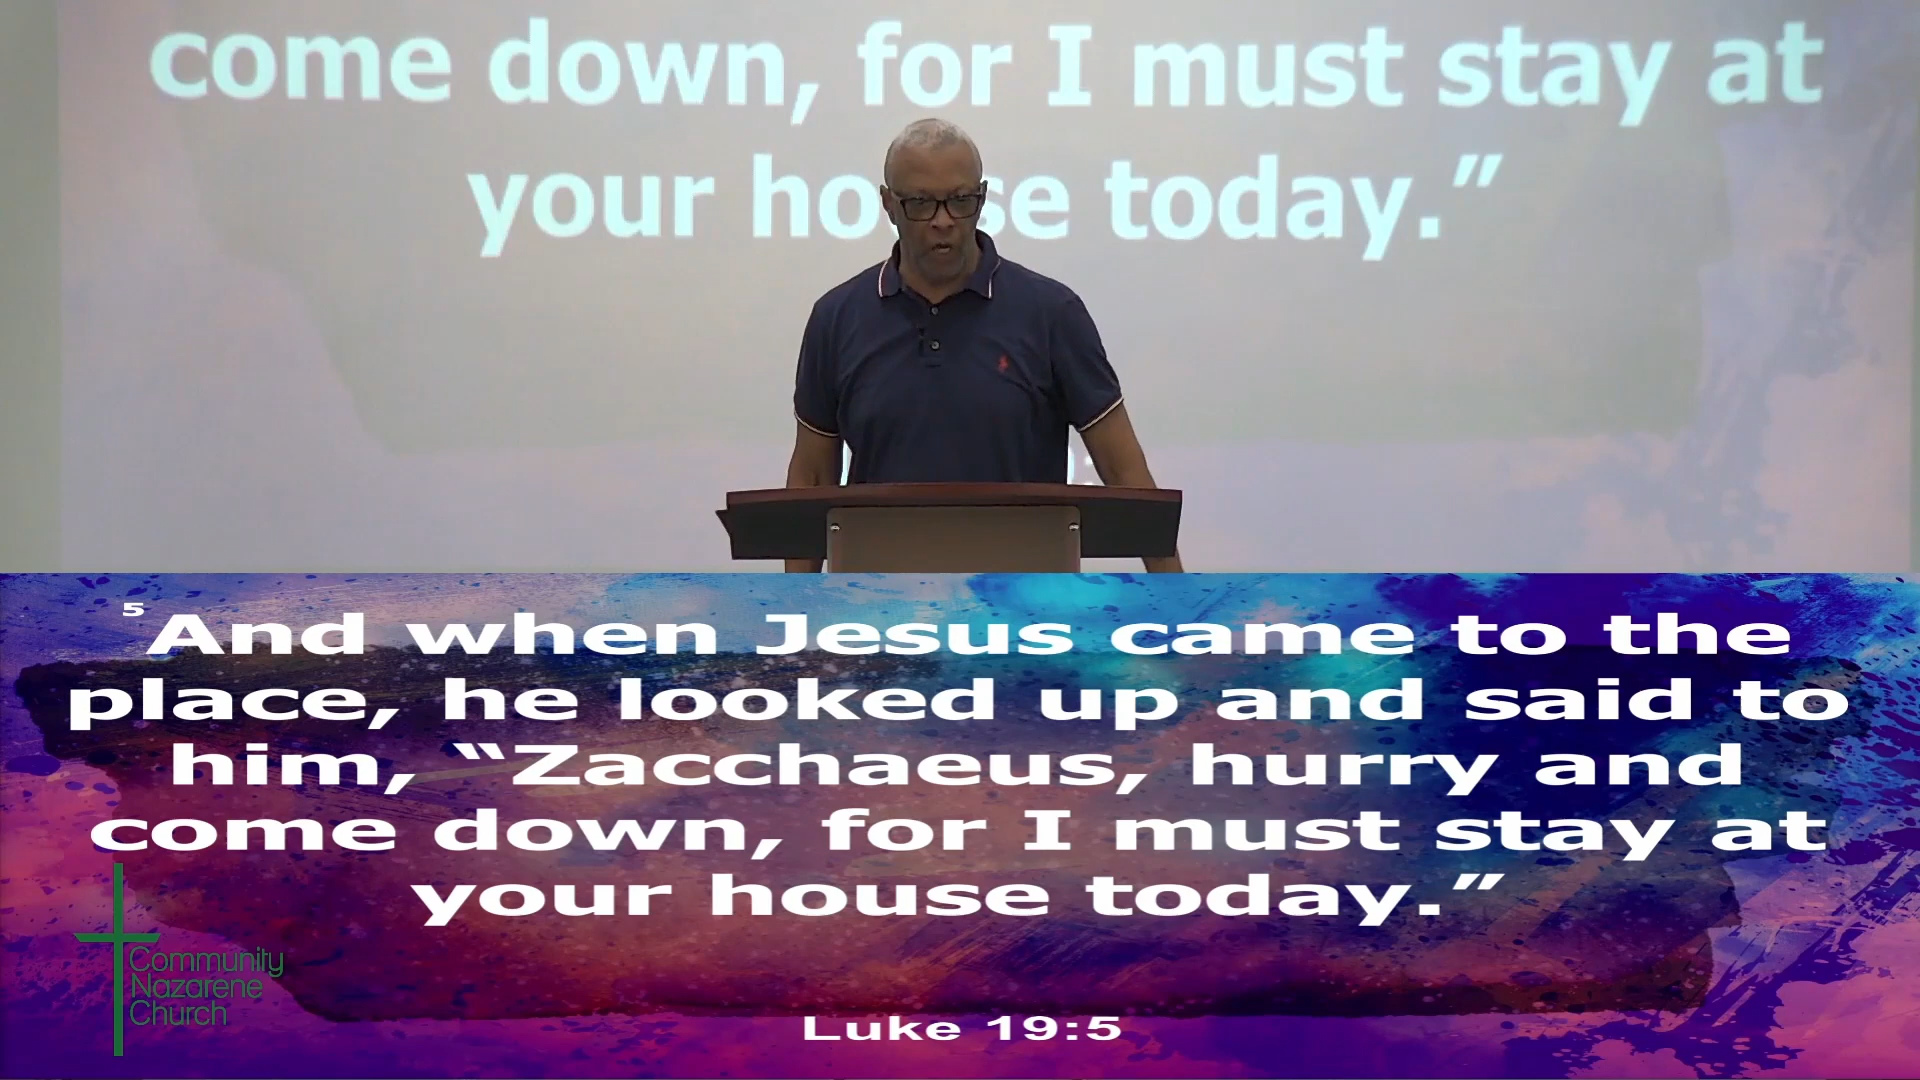 come down, for I must stay at
your house today.”
5 And when Jesus came to the
place, he looked up and said to
him, “Zacchaeus, hurry and
come down, for I must stay at
your house today.”
Community
Nazarene
Church
Luke 19:5